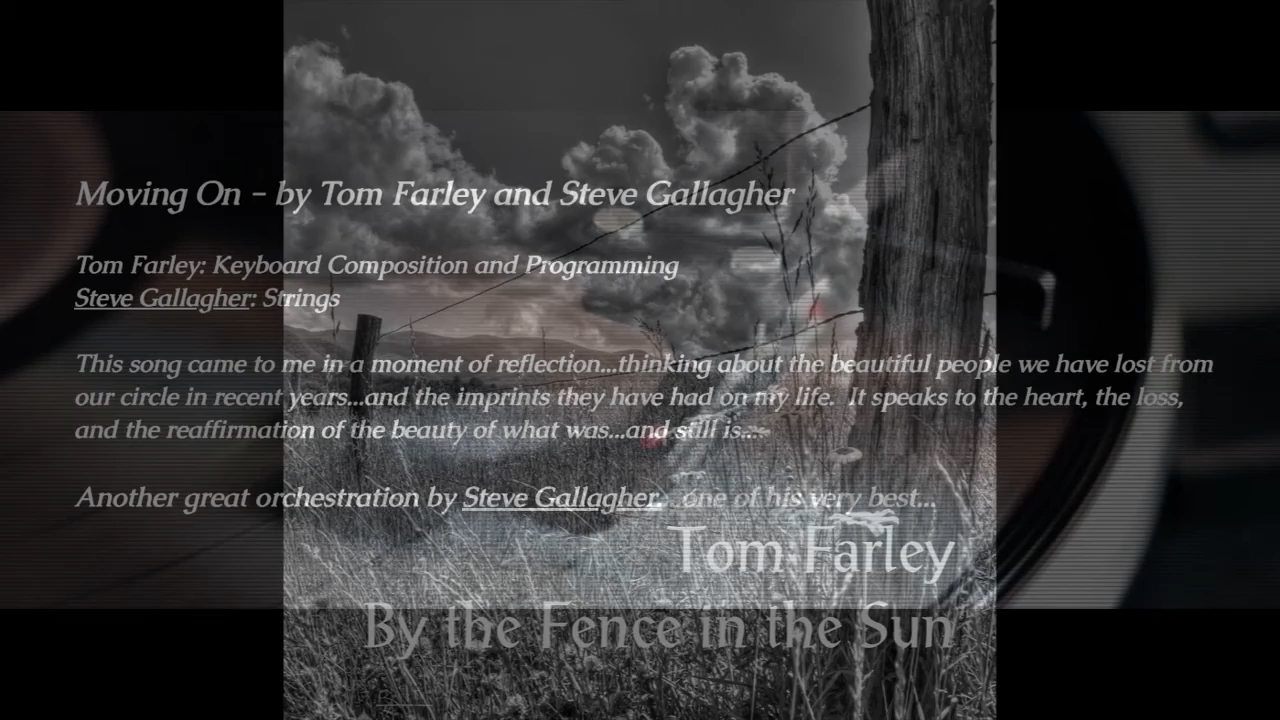 Moving On - by Tom Farley and Steve Gallagher
Tom Farley: Keyboard Composition and Programming
Steve Gallagher: Strings
This song came to me in a moment of reflection...thinking about the beautiful people we have lost from
our circle in recent years...and the imprints they have had on my life.  It speaks to the heart, the loss,
and the reaffirmation of the beauty of what was...and still is...
Another great orchestration by Steve Gallagher... one of his very best...
Tom Farley
By the Fence in the Sun